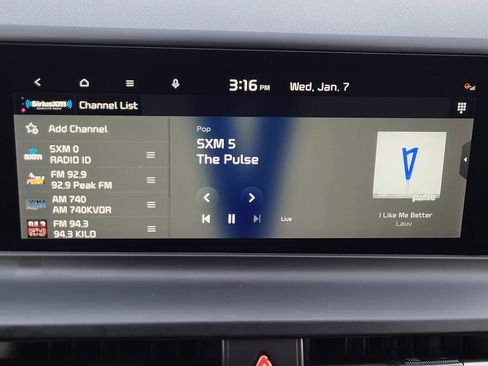 3:16 PM
Wed, Jan. 7
SiriusXM
SATELLITE RADIO
Channel List
Add Channel
SXM 0
RADIO ID
FM 92.9
92.9 Peak FM
AM 740
AM 740KVOR
FM 94.3
94.3 KILO
Pop
SXM 5
The Pulse
Live
pulse
I Like Me Better
Lauv